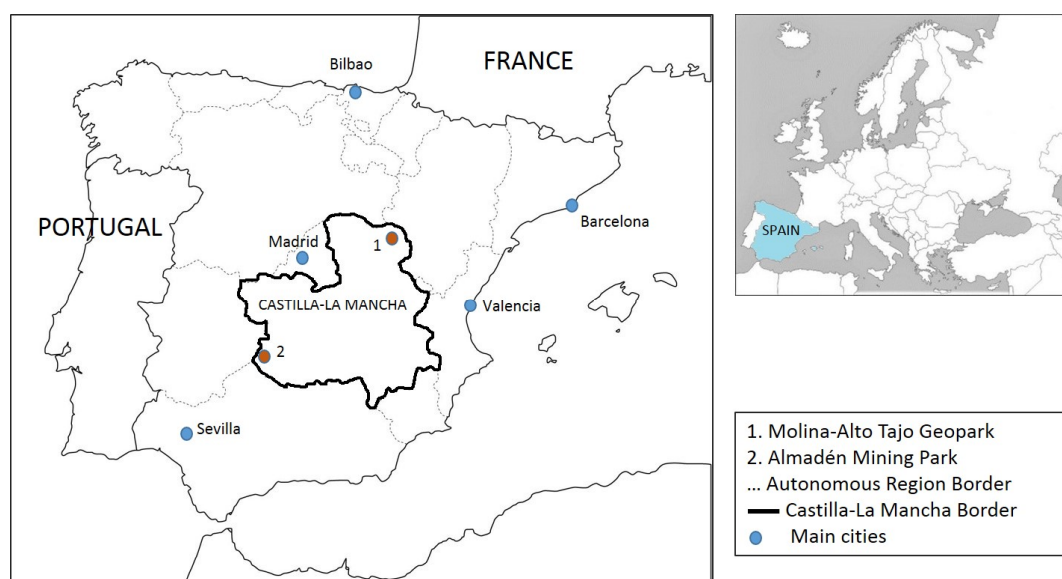 Bilbao
FRANCE
PORTUGAL
Barcelona
Madrid
1
CASTILLA-LA MANCHA
Valencia
2
Sevilla
SPAIN
1. Molina-Alto Tajo Geopark
2. Almadén Mining Park
... Autonomous Region Border
Castilla-La Mancha Border
Main cities